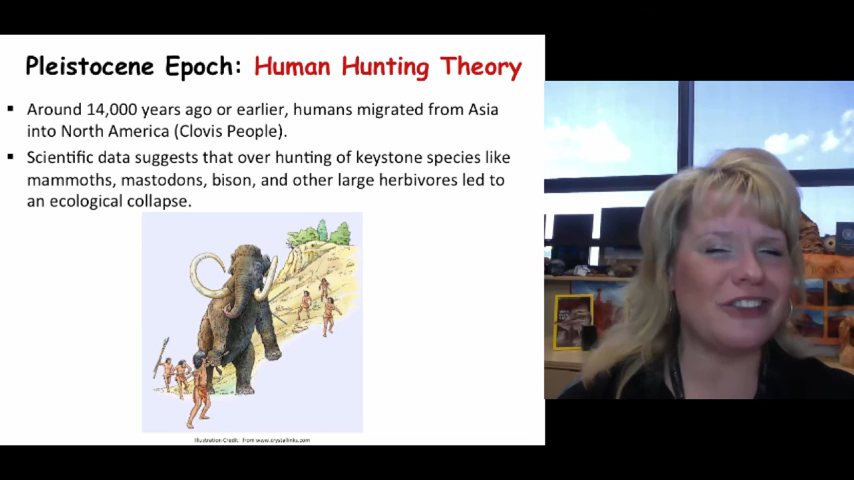 Pleistocene Epoch: Human Hunting Theory
▪ Around 14,000 years ago or earlier, humans migrated from Asia
into North America (Clovis People).
▪ Scientific data suggests that over hunting of keystone species like
mammoths, mastodons, bison, and other large herbivores led to
an ecological collapse.
Illustration Credit: from www.crystallinks.com